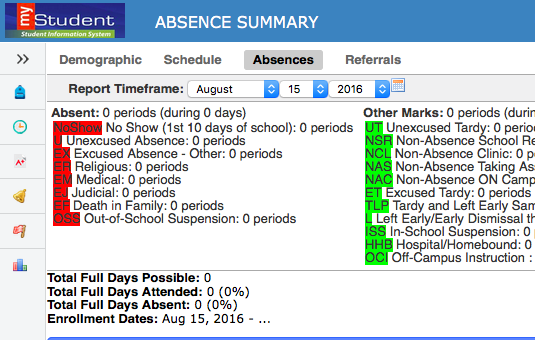 myStudent
Student Information System
ABSENCE SUMMARY
Demographic Schedule Absences Referrals
Report Timeframe: August 15 2016
Absent: 0 periods (during 0 days)
NoShow No Show (1st 10 days of school): 0 periods
U Unexcused Absence: 0 periods
EX Excused Absence - Other: 0 periods
ER Religious: 0 periods
EM Medical: 0 periods
EJ Judicial: 0 periods
EF Death in Family: 0 periods
OSS Out-of-School Suspension: 0 periods
Other Marks: 0 periods (durin
UT Unexcused Tardy: 0 perio
NSR Non-Absence School Re
NCL Non-Absence Clinic: 0 p
NAS Non-Absence Taking Ass
NAC Non-Absence ON Camp
ET Excused Tardy: 0 periods
TLP Tardy and Left Early Sam
L Left Early/Early Dismissal th
ISS In-School Suspension: 0
HHB Hospital/Homebound: 0
OCI Off-Campus Instruction :
Total Full Days Possible: 0
Total Full Days Attended: 0 (0%)
Total Full Days Absent: 0 (0%)
Enrollment Dates: Aug 15, 2016 - ...